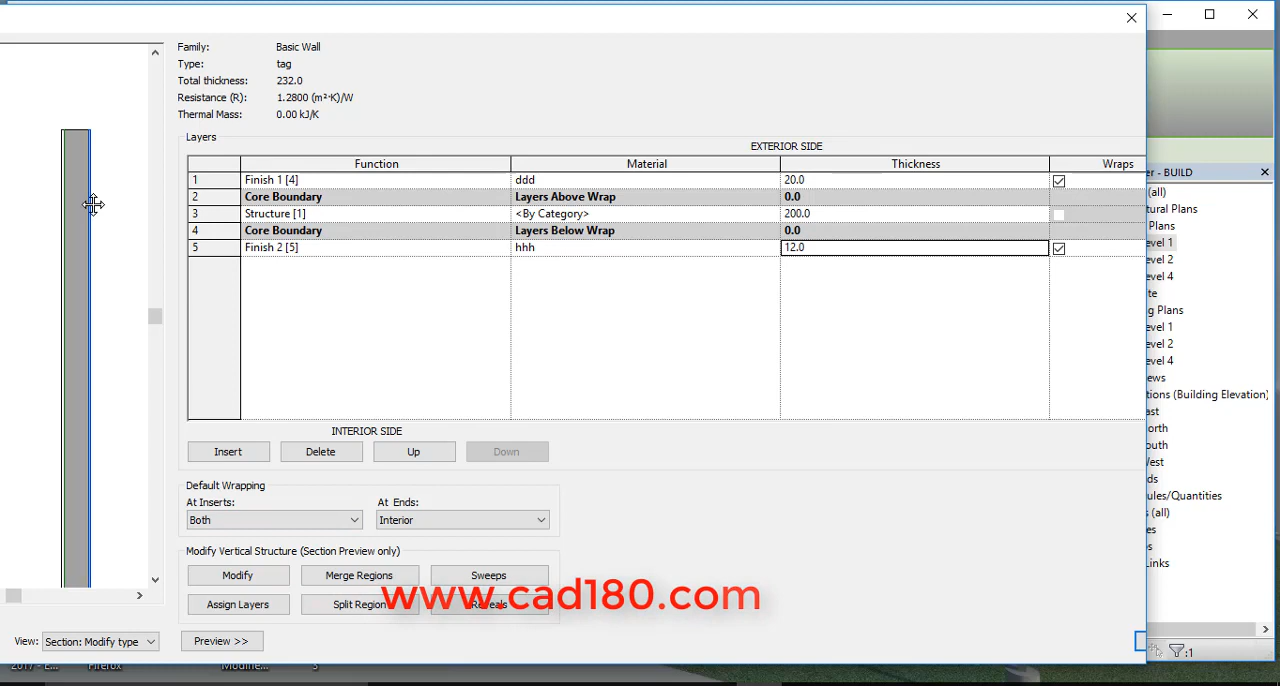 Family: Basic Wall
Type: tag
Total thickness: 232.0
Resistance (R): 1.2800 (m²·K)/W
Thermal Mass: 0.00 kJ/K
Layers
EXTERIOR SIDE
Function Material Thickness Wraps
1 Finish 1 [4] ddd 20.0
2 Core Boundary Layers Above Wrap 0.0
3 Structure [1] <By Category> 200.0
4 Core Boundary Layers Below Wrap 0.0
5 Finish 2 [5] hhh 12.0
INTERIOR SIDE
Insert Delete Up Down
Default Wrapping
At Inserts: At Ends:
Both Interior
Modify Vertical Structure (Section Preview only)
Modify Merge Regions Sweeps
Assign Layers Split Region Reveals
www.cad180.com
View: Section: Modify type Preview >>
er - BUILD
(all)
tural Plans
Plans
evel 1
evel 2
evel 4
te
ng Plans
evel 1
evel 2
evel 4
ews
tions (Building Elevation)
ast
orth
outh
West
ds
ules/Quantities
s (all)
es
s
Links
:1
2017 - E... Firefox Modifie... 3